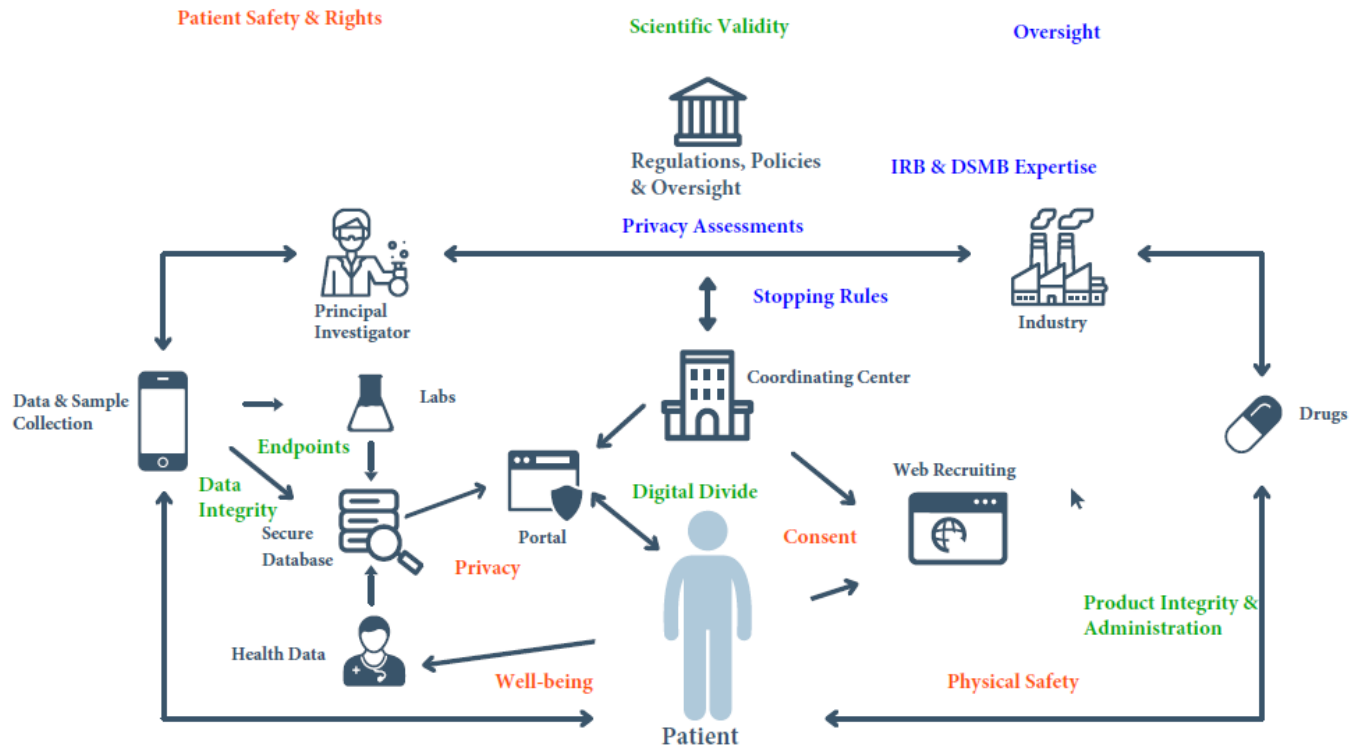 Patient Safety & Rights
Scientific Validity
Oversight
Regulations, Policies
& Oversight
IRB & DSMB Expertise
Privacy Assessments
Stopping Rules
Principal
Investigator
Industry
Coordinating Center
Data & Sample
Collection
Labs
Drugs
Endpoints
Data
Integrity
Secure
Database
Portal
Digital Divide
Web Recruiting
Consent
Privacy
Product Integrity &
Administration
Health Data
Well-being
Physical Safety
Patient